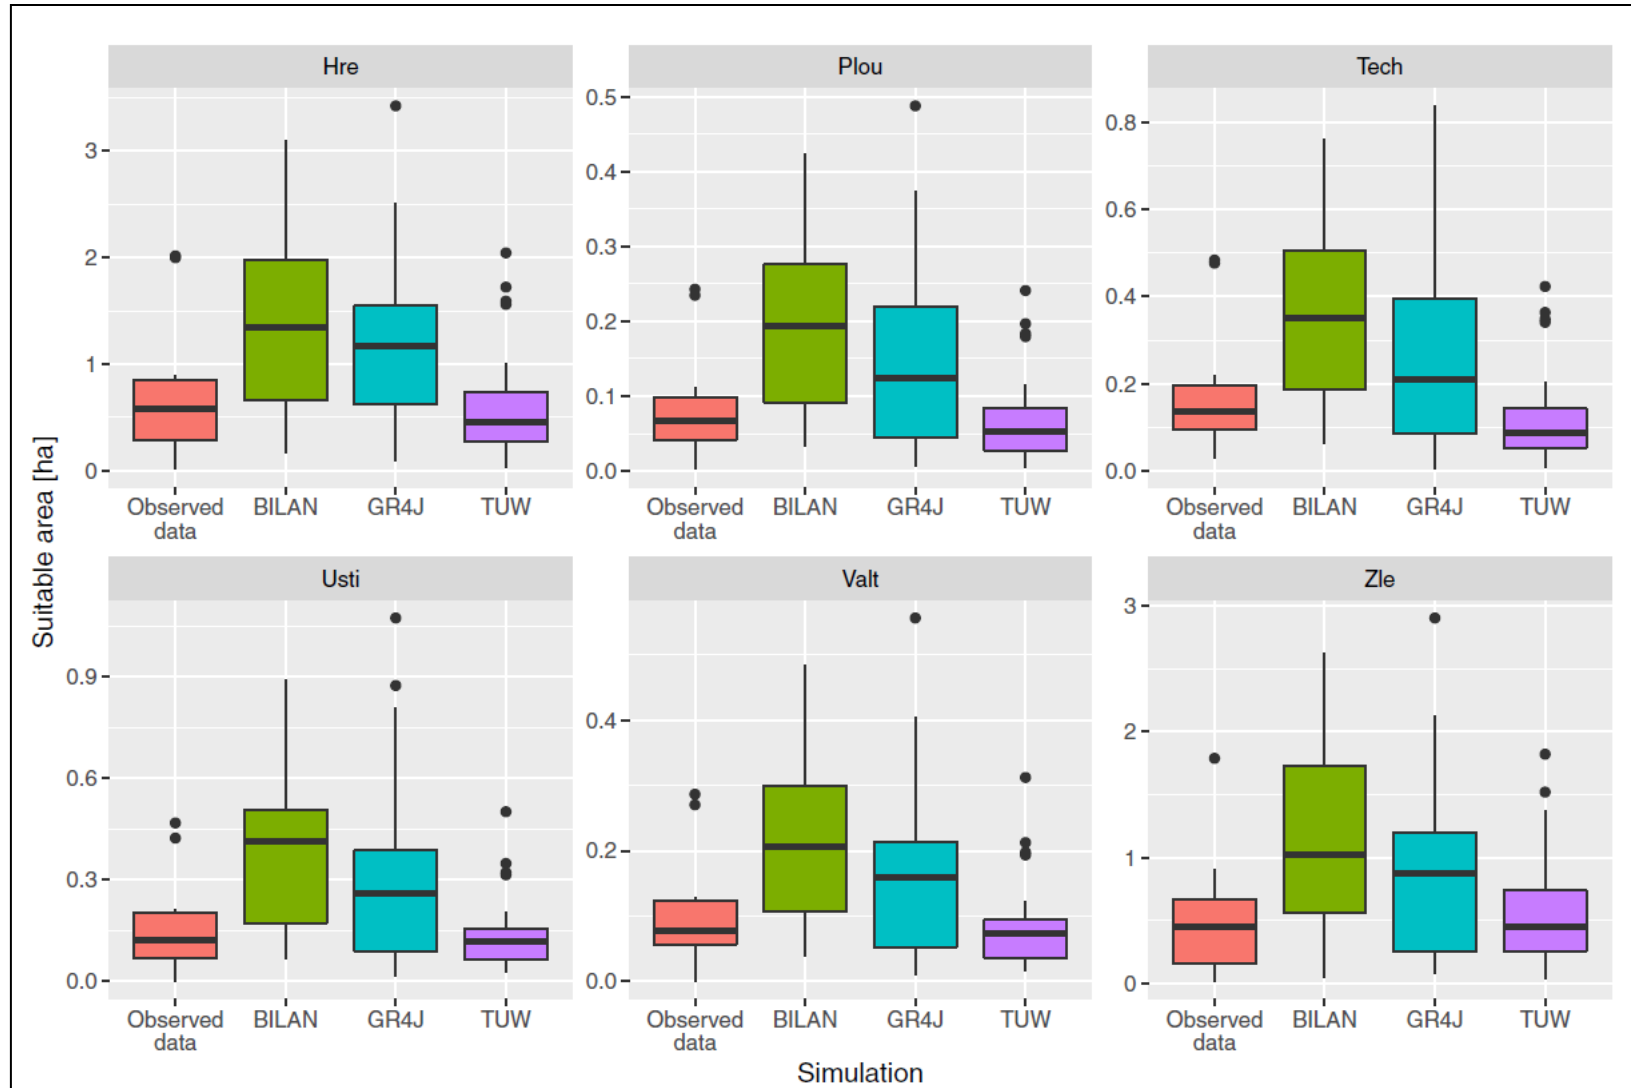 Hre
Plou
Tech
3
2
1
0
0.5
0.4
0.3
0.2
0.1
0.0
0.8
0.6
0.4
0.2
0.0
Observed
data
BILAN
GR4J
TUW
Observed
data
BILAN
GR4J
TUW
Observed
data
BILAN
GR4J
TUW
Suitable area [ha]
Usti
Valt
Zle
0.9
0.6
0.3
0.0
0.4
0.2
0.0
3
2
1
0
Observed
data
BILAN
GR4J
TUW
Observed
data
BILAN
GR4J
TUW
Observed
data
BILAN
GR4J
TUW
Simulation